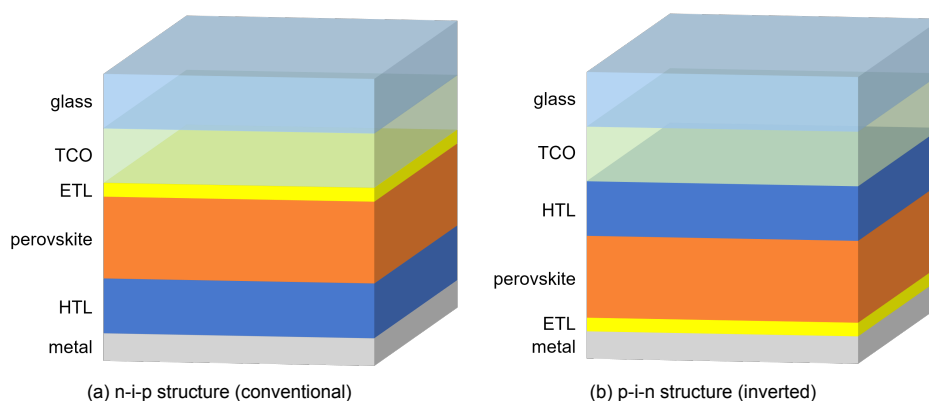 glass
TCO
ETL
perovskite
HTL
metal
(a) n-i-p structure (conventional)
glass
TCO
HTL
perovskite
ETL
metal
(b) p-i-n structure (inverted)